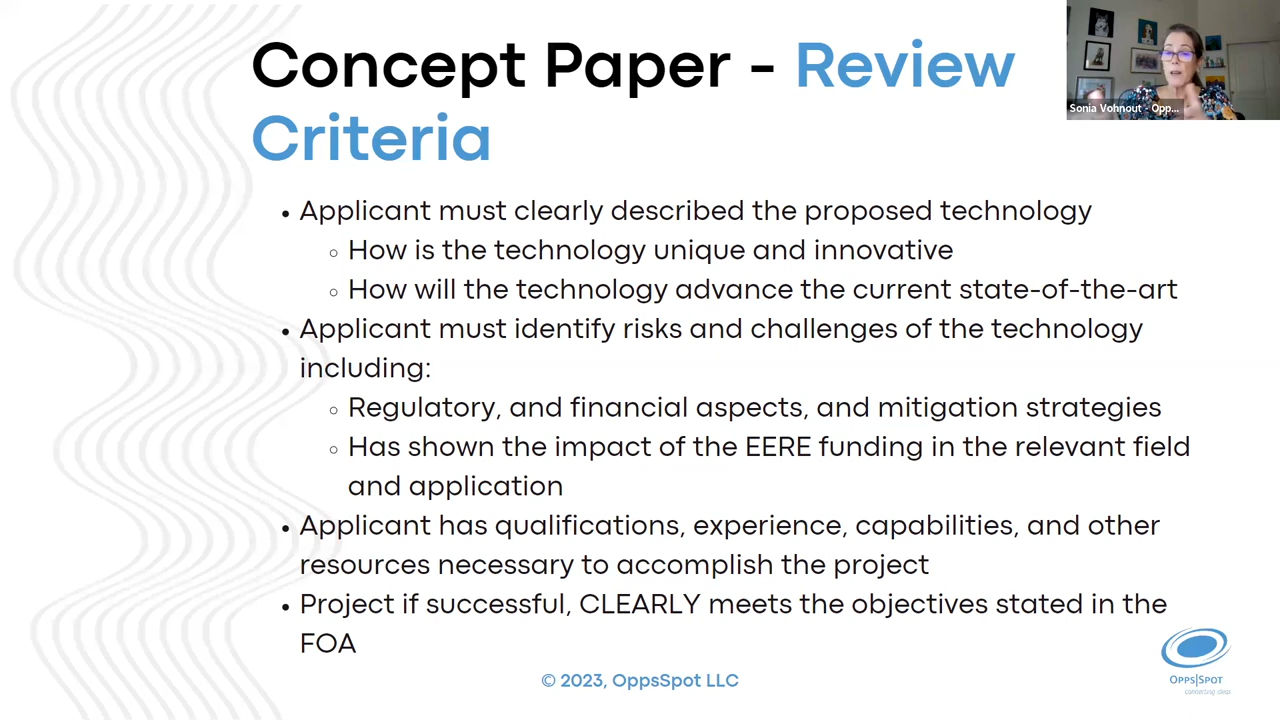 Concept Paper - Review
Criteria
Sonia Vohnout - Opp...
• Applicant must clearly described the proposed technology
○ How is the technology unique and innovative
○ How will the technology advance the current state-of-the-art
• Applicant must identify risks and challenges of the technology
including:
○ Regulatory, and financial aspects, and mitigation strategies
○ Has shown the impact of the EERE funding in the relevant field
and application
• Applicant has qualifications, experience, capabilities, and other
resources necessary to accomplish the project
• Project if successful, CLEARLY meets the objectives stated in the
FOA
© 2023, OppsSpot LLC
OPPS|SPOT
connecting ideas